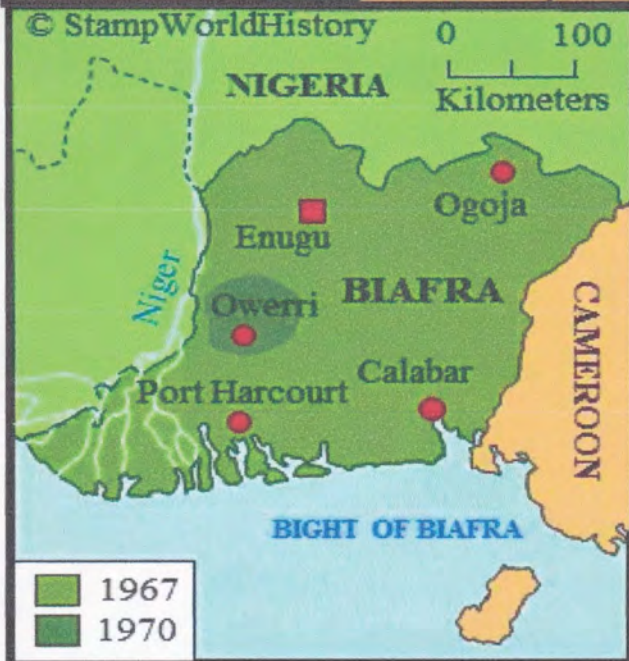 © StampWorldHistory
0 100
Kilometers
NIGERIA
Ogoja
Enugu
BIAFRA
Niger
Owerri
CAMEROON
Port Harcourt
Calabar
BIGHT OF BIAFRA
1967
1970